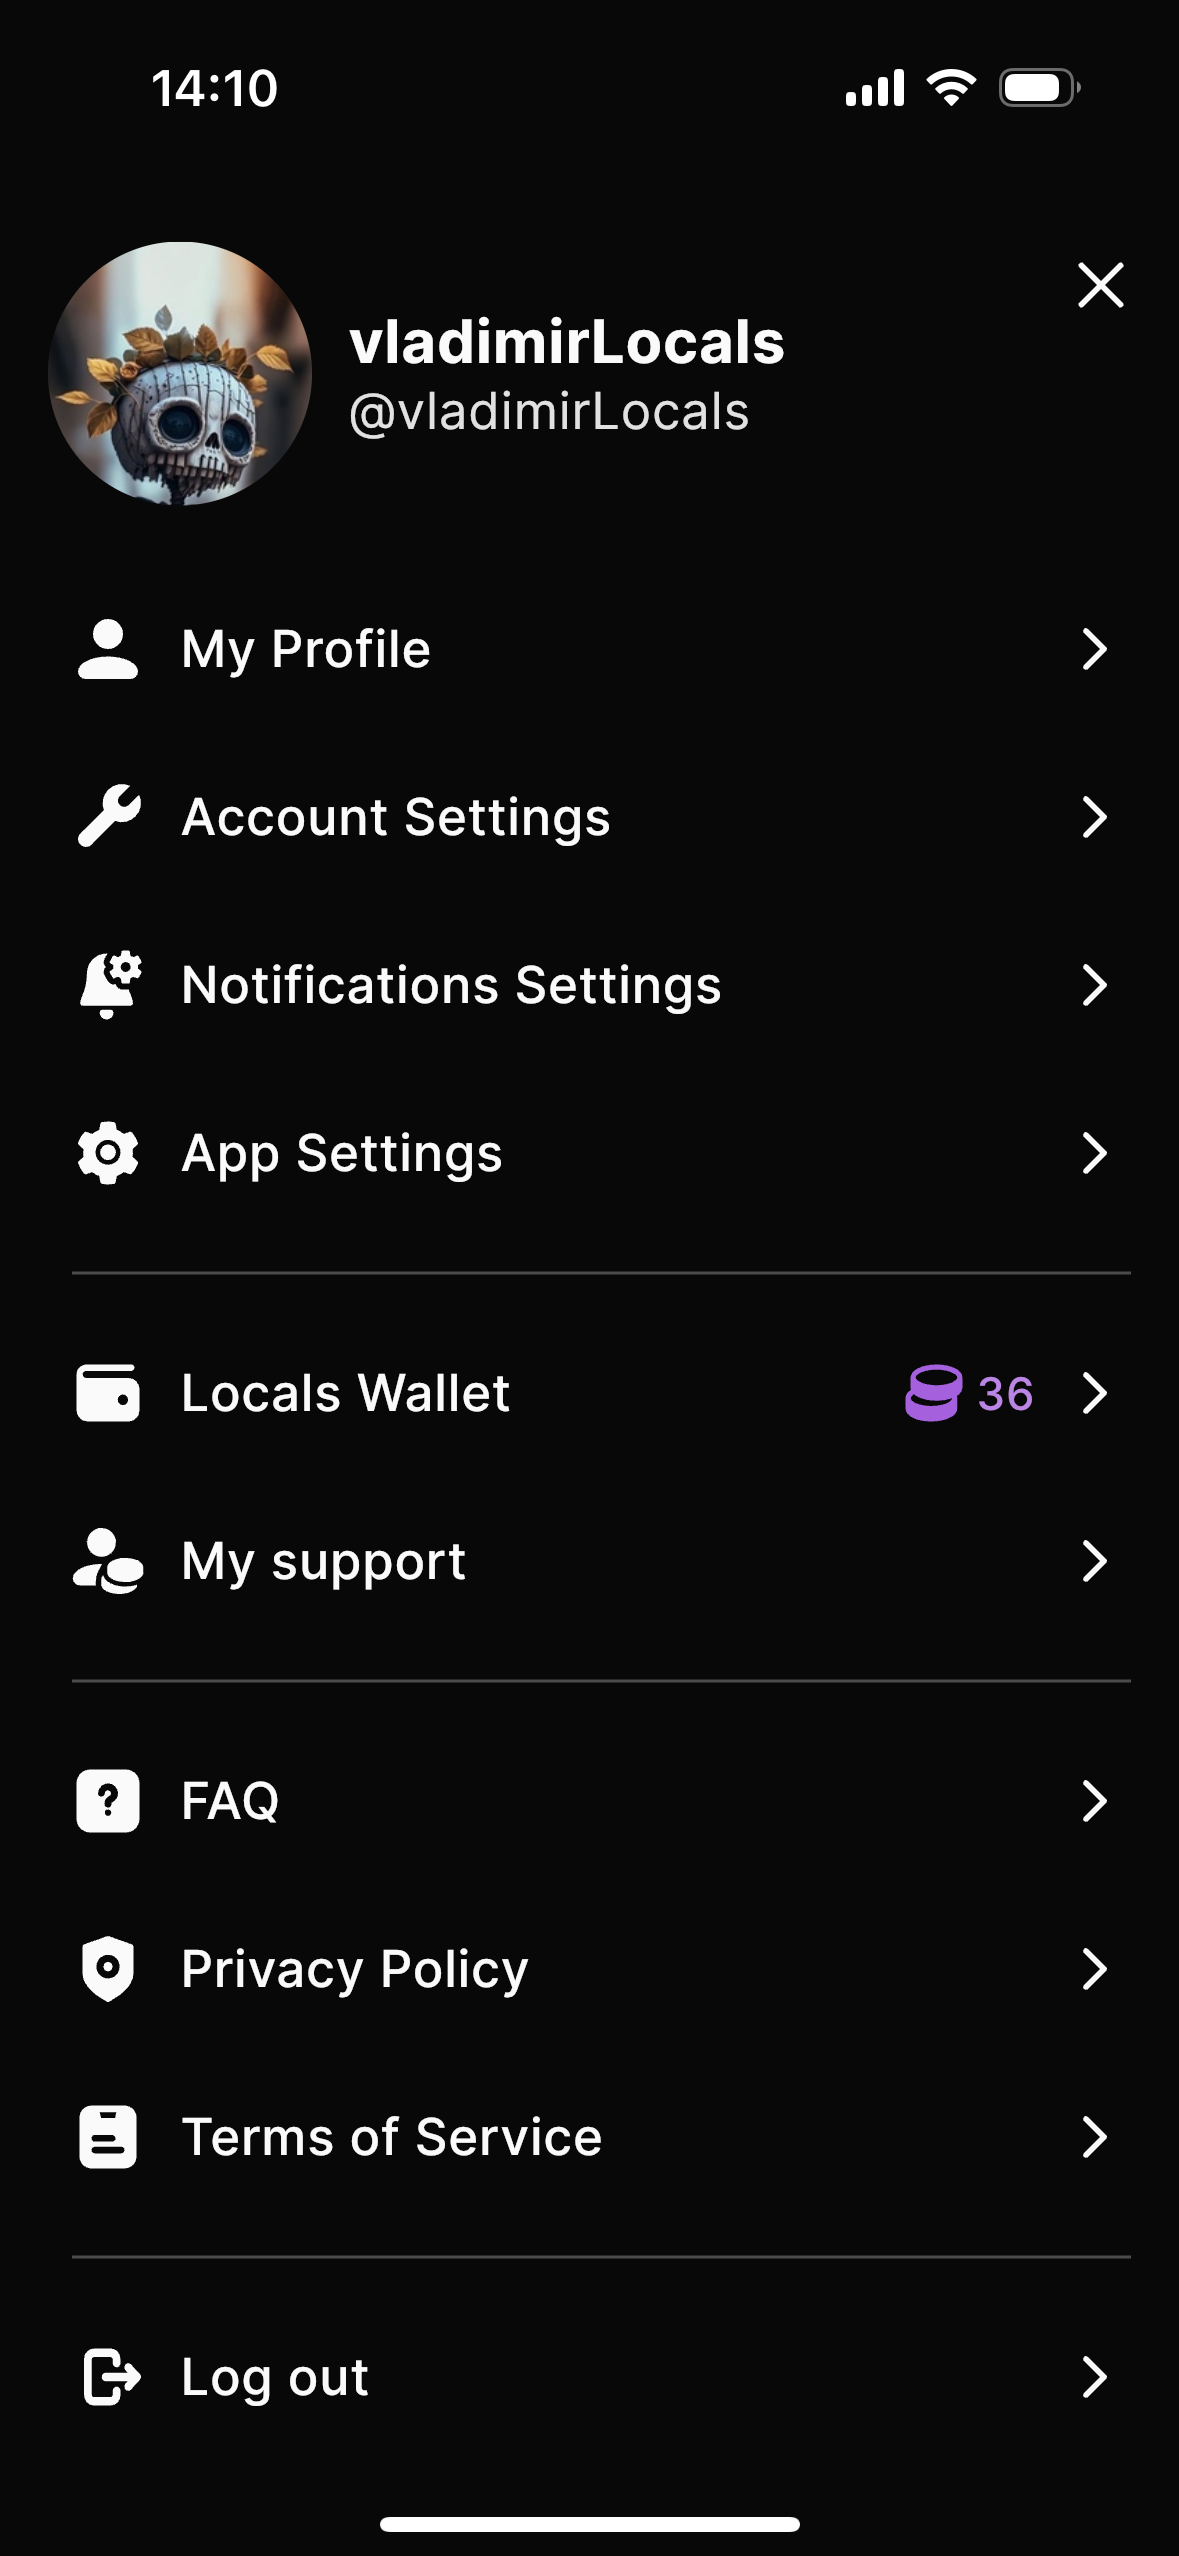 14:10
vladimirLocals
@vladimirLocals
My Profile
Account Settings
Notifications Settings
App Settings
Locals Wallet 36
My support
FAQ
Privacy Policy
Terms of Service
Log out